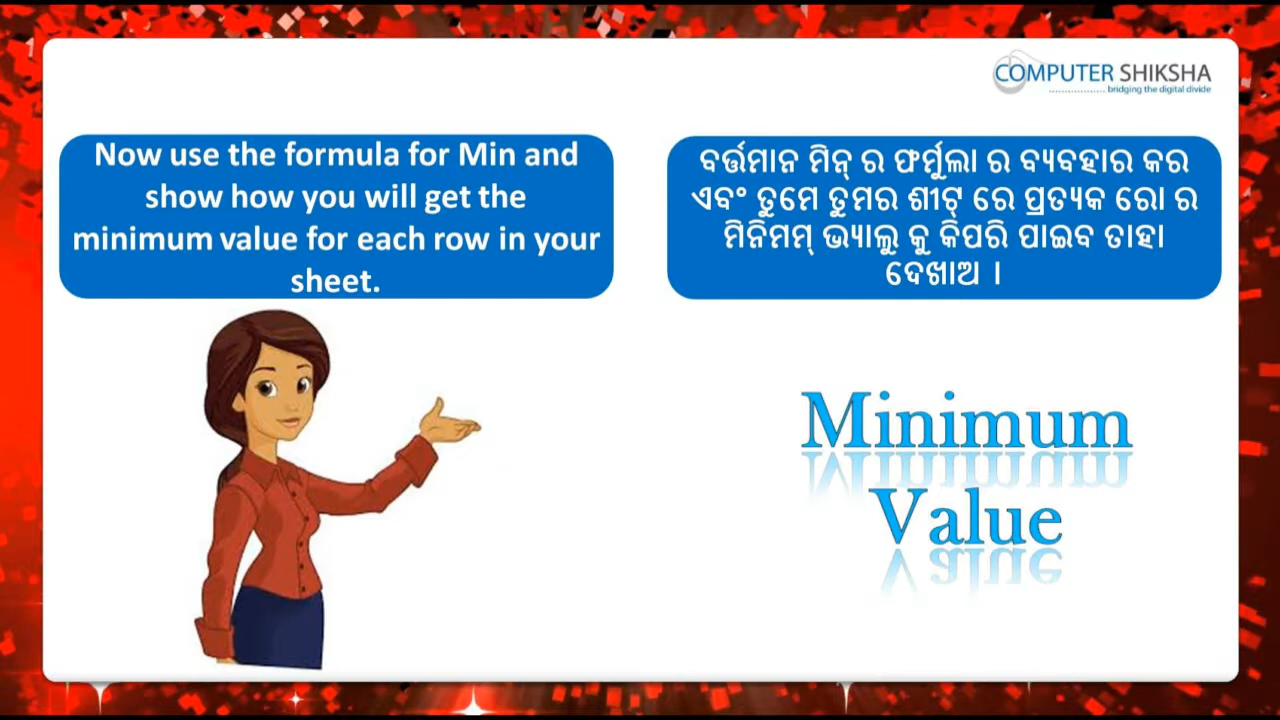 COMPUTER SHIKSHA
bridging the digital divide
Now use the formula for Min and
show how you will get the
minimum value for each row in your
sheet.
ବର୍ତ୍ତମାନ ମିନ୍ ର ଫର୍ମୁଲା ର ବ୍ୟବହାର କର
ଏବଂ ତୁମେ ତୁମର ଶୀଟ୍ ରେ ପ୍ରତ୍ୟକ ରୋ ର
ମିନିମମ୍ ଭ୍ୟାଲୁ କୁ କିପରି ପାଇବ ତାହା
ଦେଖାଅ ।
Minimum
Value